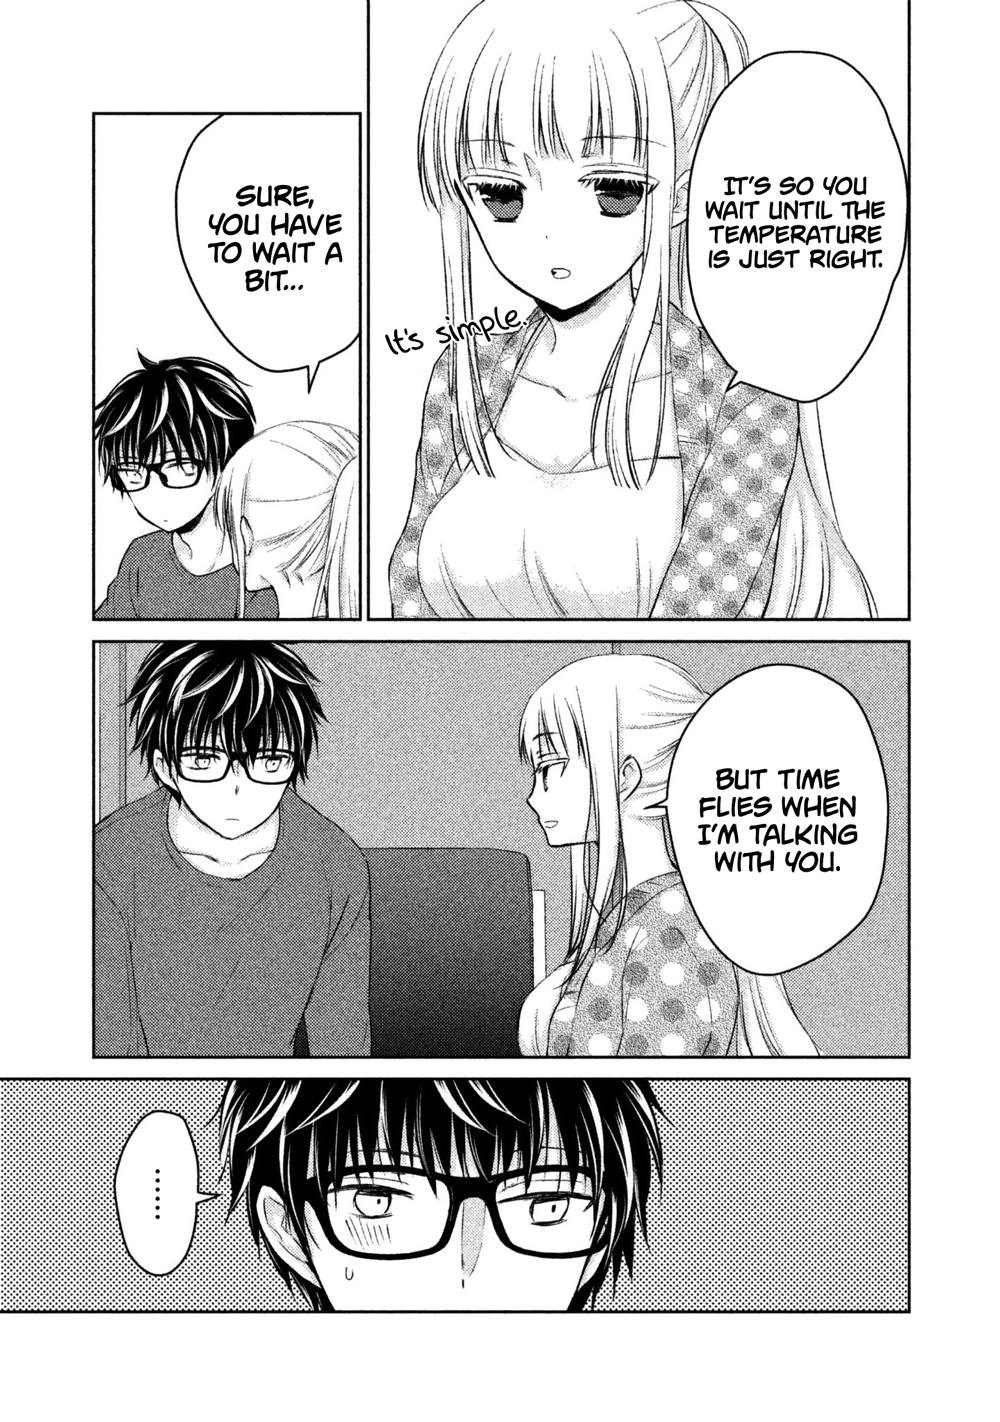 IT'S SO YOU
WAIT UNTIL THE
TEMPERATURE
IS JUST RIGHT.
It's simple.
SURE,
YOU HAVE
TO WAIT A
BIT...
BUT TIME
FLIES WHEN
I'M TALKING
WITH YOU.
........